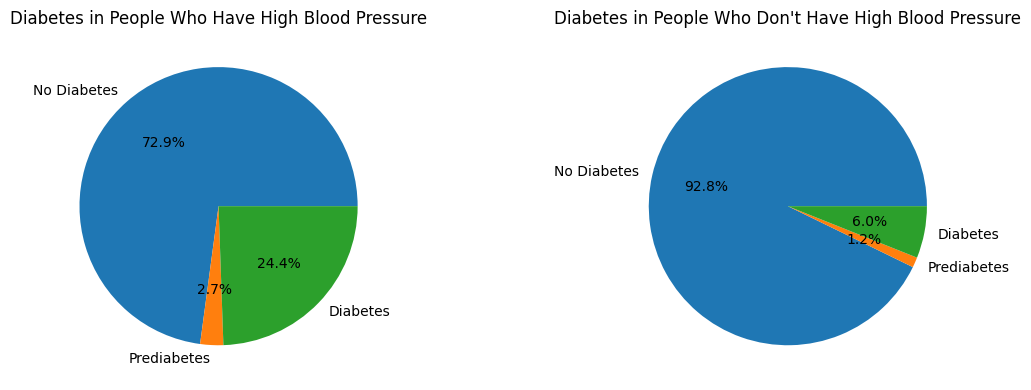 Diabetes in People Who Have High Blood Pressure
No Diabetes
72.9%
24.4%
2.7%
Diabetes
Prediabetes
Diabetes in People Who Don't Have High Blood Pressure
No Diabetes
92.8%
6.0%
1.2%
Diabetes
Prediabetes